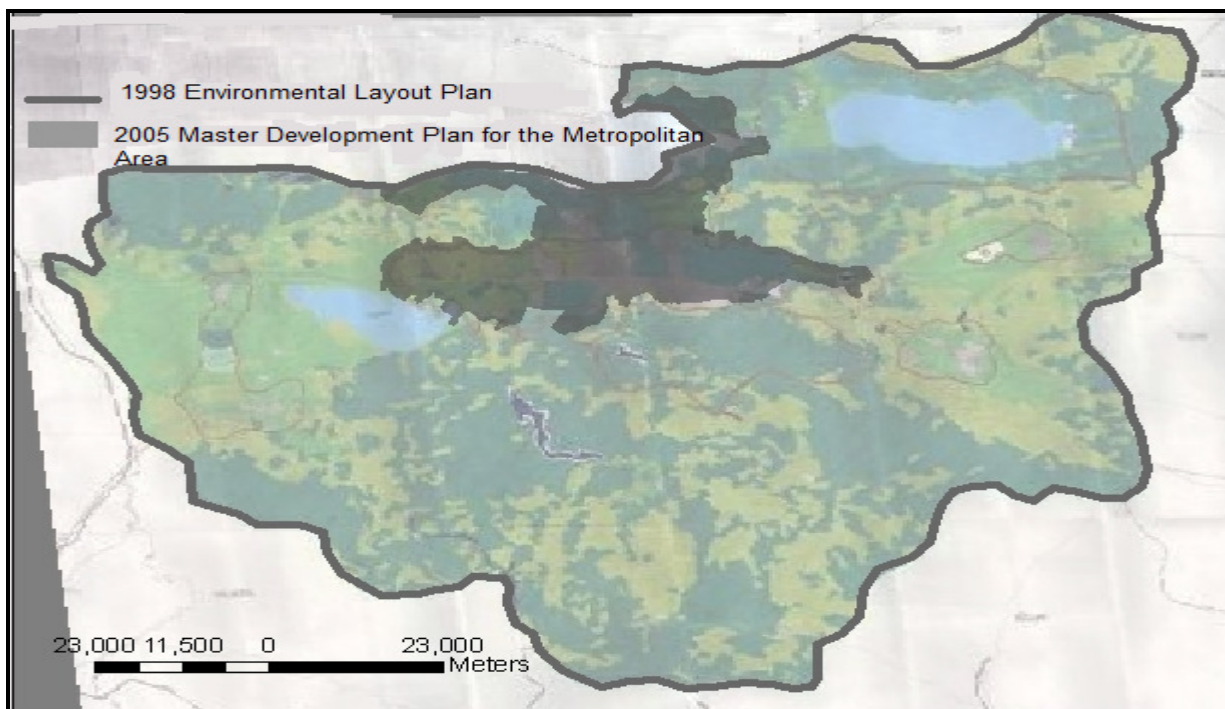 1998 Environmental Layout Plan
2005 Master Development Plan for the Metropolitan
Area
23,000 11,500 0 23,000
Meters